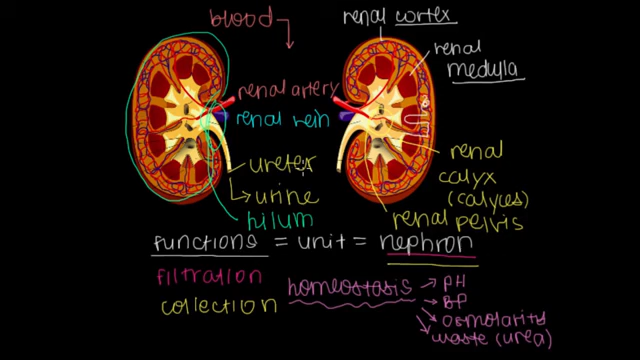 blood
renal cortex
renal
medulla
renal artery
renal vein
ureter
urine
hilum
renal
calyx
(calyces)
renal pelvis
functions = unit = nephron
filtration
collection
homeostasis
PH
BP
osmolarity
waste (urea)